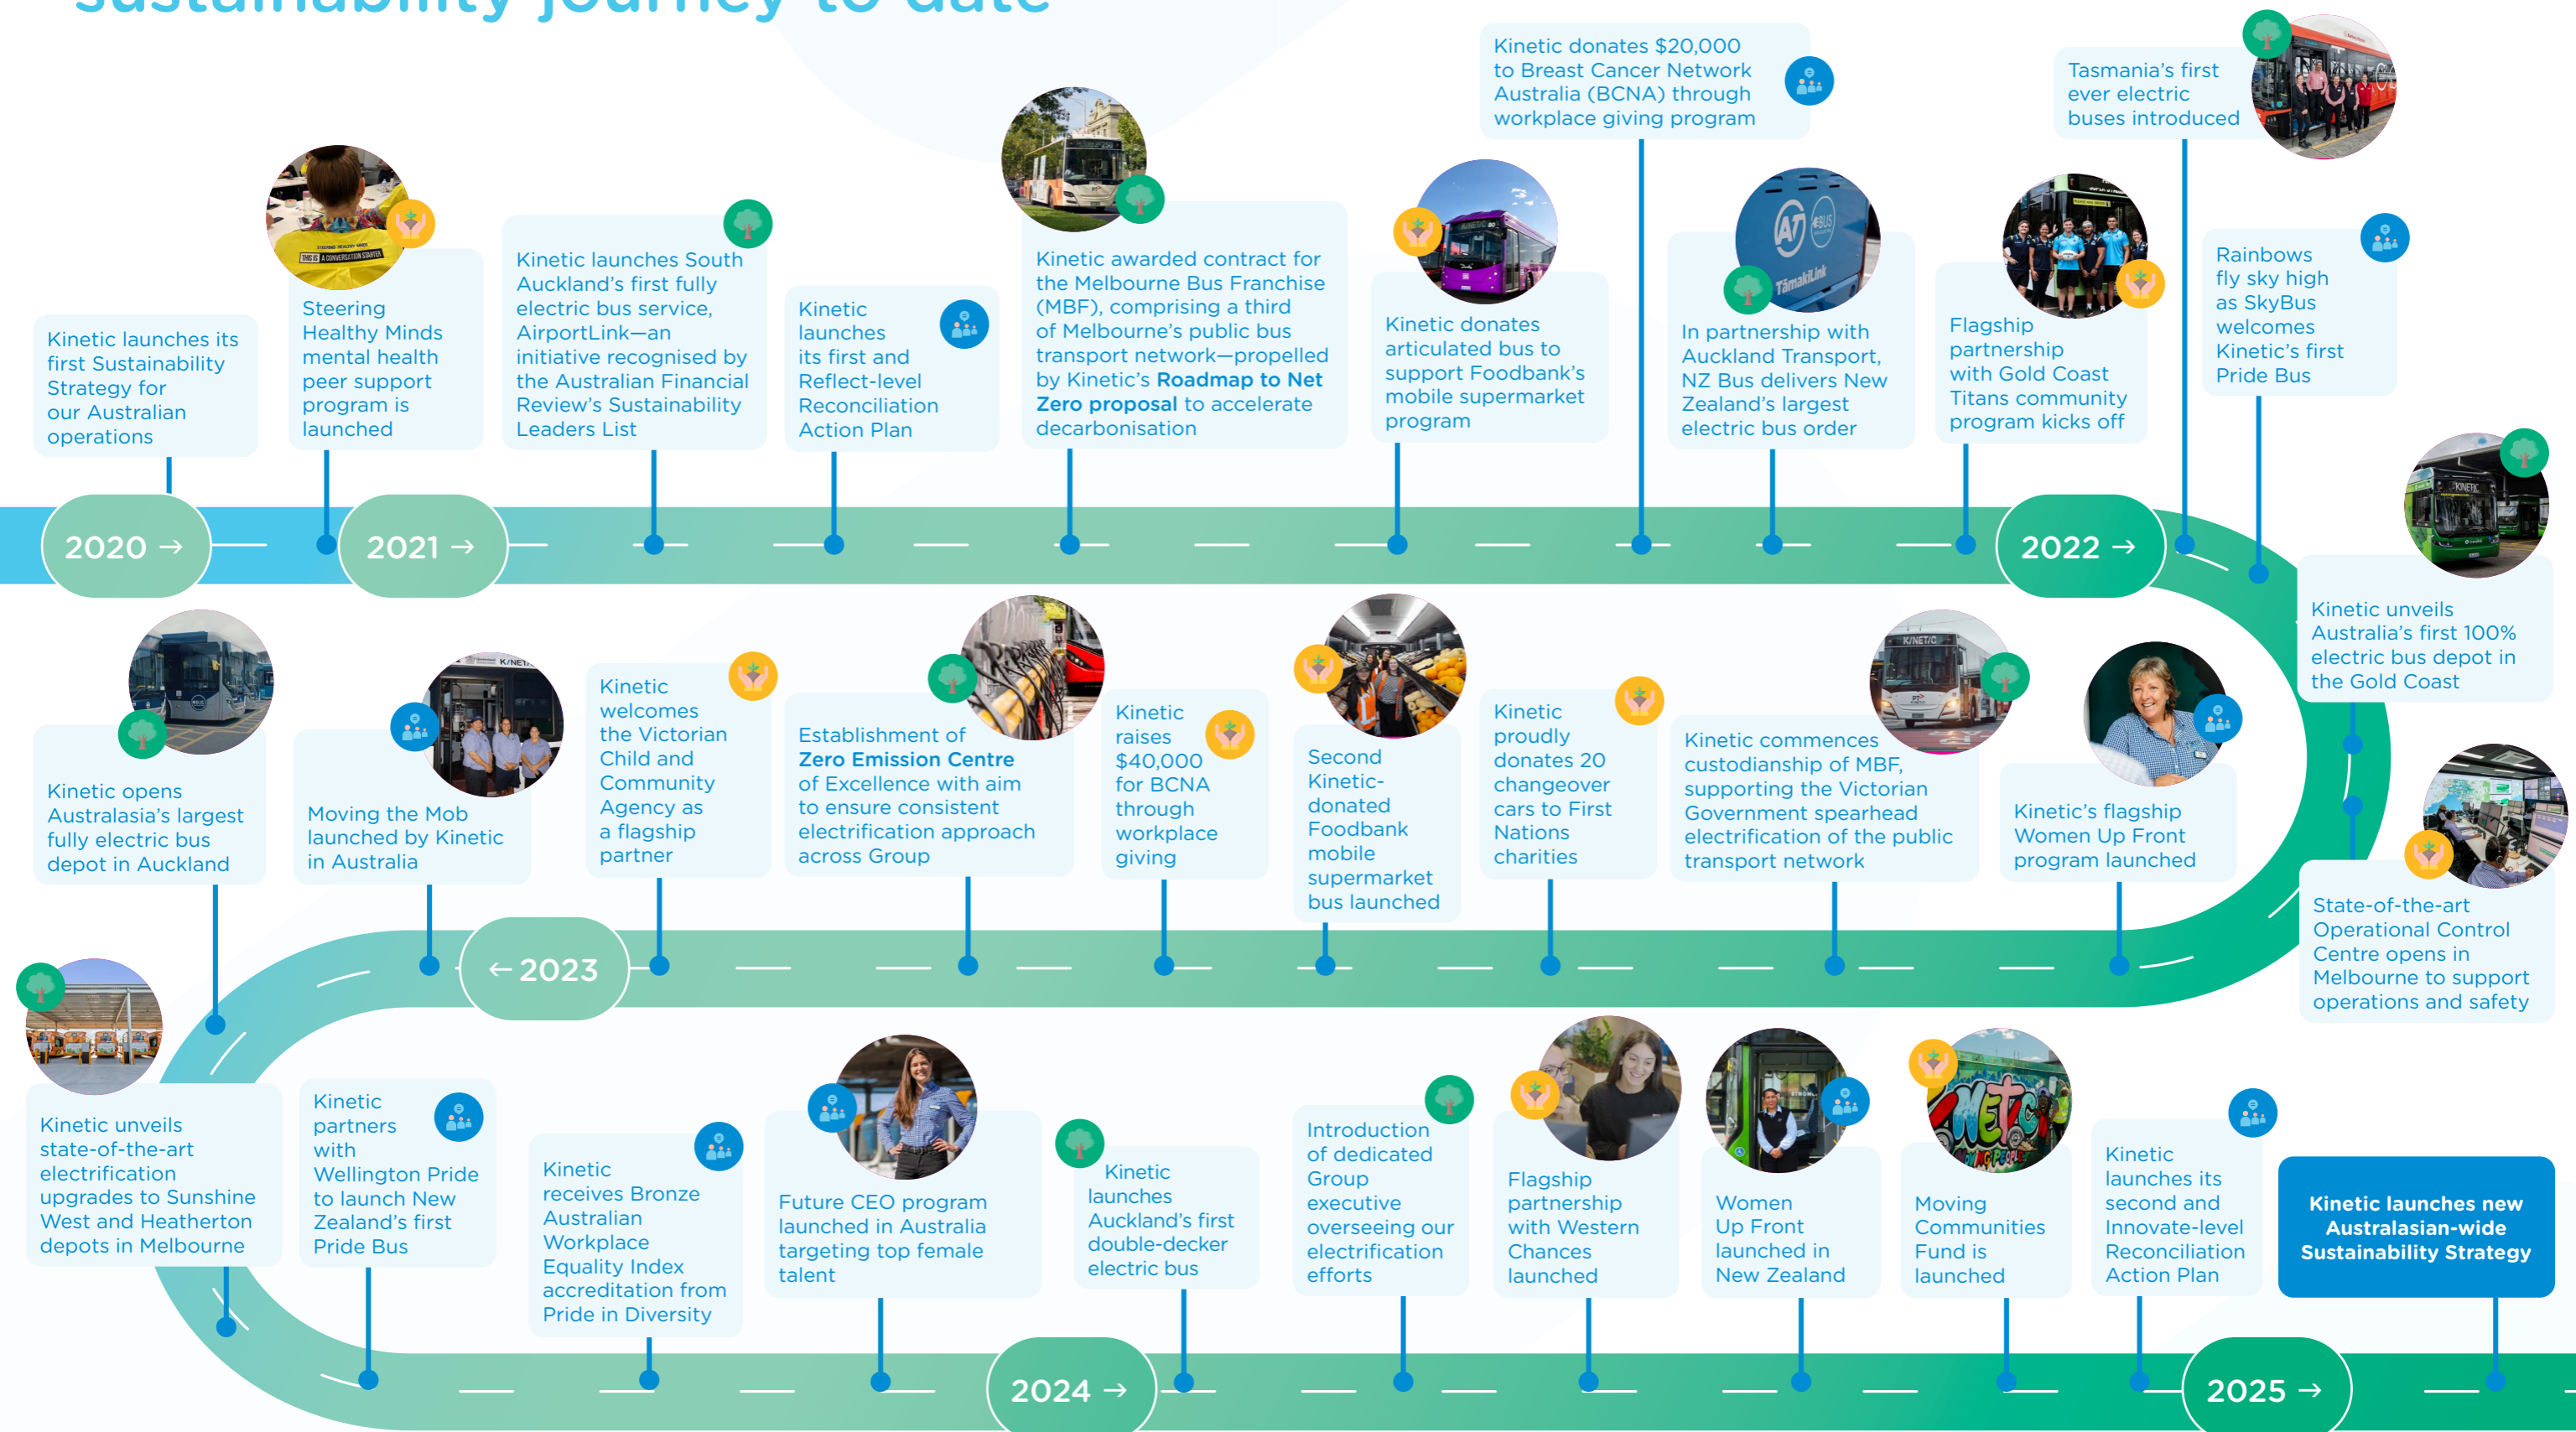 sustainability journey to date
Kinetic launches its
first Sustainability
Strategy for
our Australian
operations
Steering
Healthy Minds
mental health
peer support
program is
launched
STEERING HEALTHY MINDS
THIS IS A CONVERSATION STARTER
Kinetic launches South
Auckland's first fully
electric bus service,
AirportLink—an
initiative recognised by
the Australian Financial
Review's Sustainability
Leaders List
Kinetic
launches
its first and
Reflect-level
Reconciliation
Action Plan
Kinetic awarded contract for
the Melbourne Bus Franchise
(MBF), comprising a third
of Melbourne's public bus
transport network—propelled
by Kinetic's Roadmap to Net
Zero proposal to accelerate
decarbonisation
Kinetic donates
articulated bus to
support Foodbank's
mobile supermarket
program
KINETIC
Kinetic donates $20,000
to Breast Cancer Network
Australia (BCNA) through
workplace giving program
AT
EBUS
TāmakiLink
In partnership with
Auckland Transport,
NZ Bus delivers New
Zealand's largest
electric bus order
Flagship
partnership
with Gold Coast
Titans community
program kicks off
Tasmania's first
ever electric
buses introduced
Rainbows
fly sky high
as SkyBus
welcomes
Kinetic's first
Pride Bus
2020 →
2021 →
2022 →
KINETIC
Kinetic unveils
Australia's first 100%
electric bus depot in
the Gold Coast
State-of-the-art
Operational Control
Centre opens in
Melbourne to support
operations and safety
Kinetic opens
Australasia's largest
fully electric bus
depot in Auckland
K/NET/
Moving the Mob
launched by Kinetic
in Australia
Kinetic
welcomes
the Victorian
Child and
Community
Agency as
a flagship
partner
Establishment of
Zero Emission Centre
of Excellence with aim
to ensure consistent
electrification approach
across Group
Kinetic
raises
$40,000
for BCNA
through
workplace
giving
Second
Kinetic-
donated
Foodbank
mobile
supermarket
bus launched
Kinetic
proudly
donates 20
changeover
cars to First
Nations
charities
K/NET/C
PT
Kinetic commences
custodianship of MBF,
supporting the Victorian
Government spearhead
electrification of the public
transport network
Kinetic's flagship
Women Up Front
program launched
← 2023
Kinetic unveils
state-of-the-art
electrification
upgrades to Sunshine
West and Heatherton
depots in Melbourne
Kinetic
partners
with
Wellington Pride
to launch New
Zealand's first
Pride Bus
Kinetic
receives Bronze
Australian
Workplace
Equality Index
accreditation from
Pride in Diversity
Future CEO program
launched in Australia
targeting top female
talent
Kinetic
launches
Auckland's first
double-decker
electric bus
Introduction
of dedicated
Group
executive
overseeing our
electrification
efforts
Flagship
partnership
with Western
Chances
launched
Women
Up Front
launched in
New Zealand
Moving
Communities
Fund is
launched
Kinetic
launches its
second and
Innovate-level
Reconciliation
Action Plan
Kinetic launches new
Australasian-wide
Sustainability Strategy
2024 →
2025 →